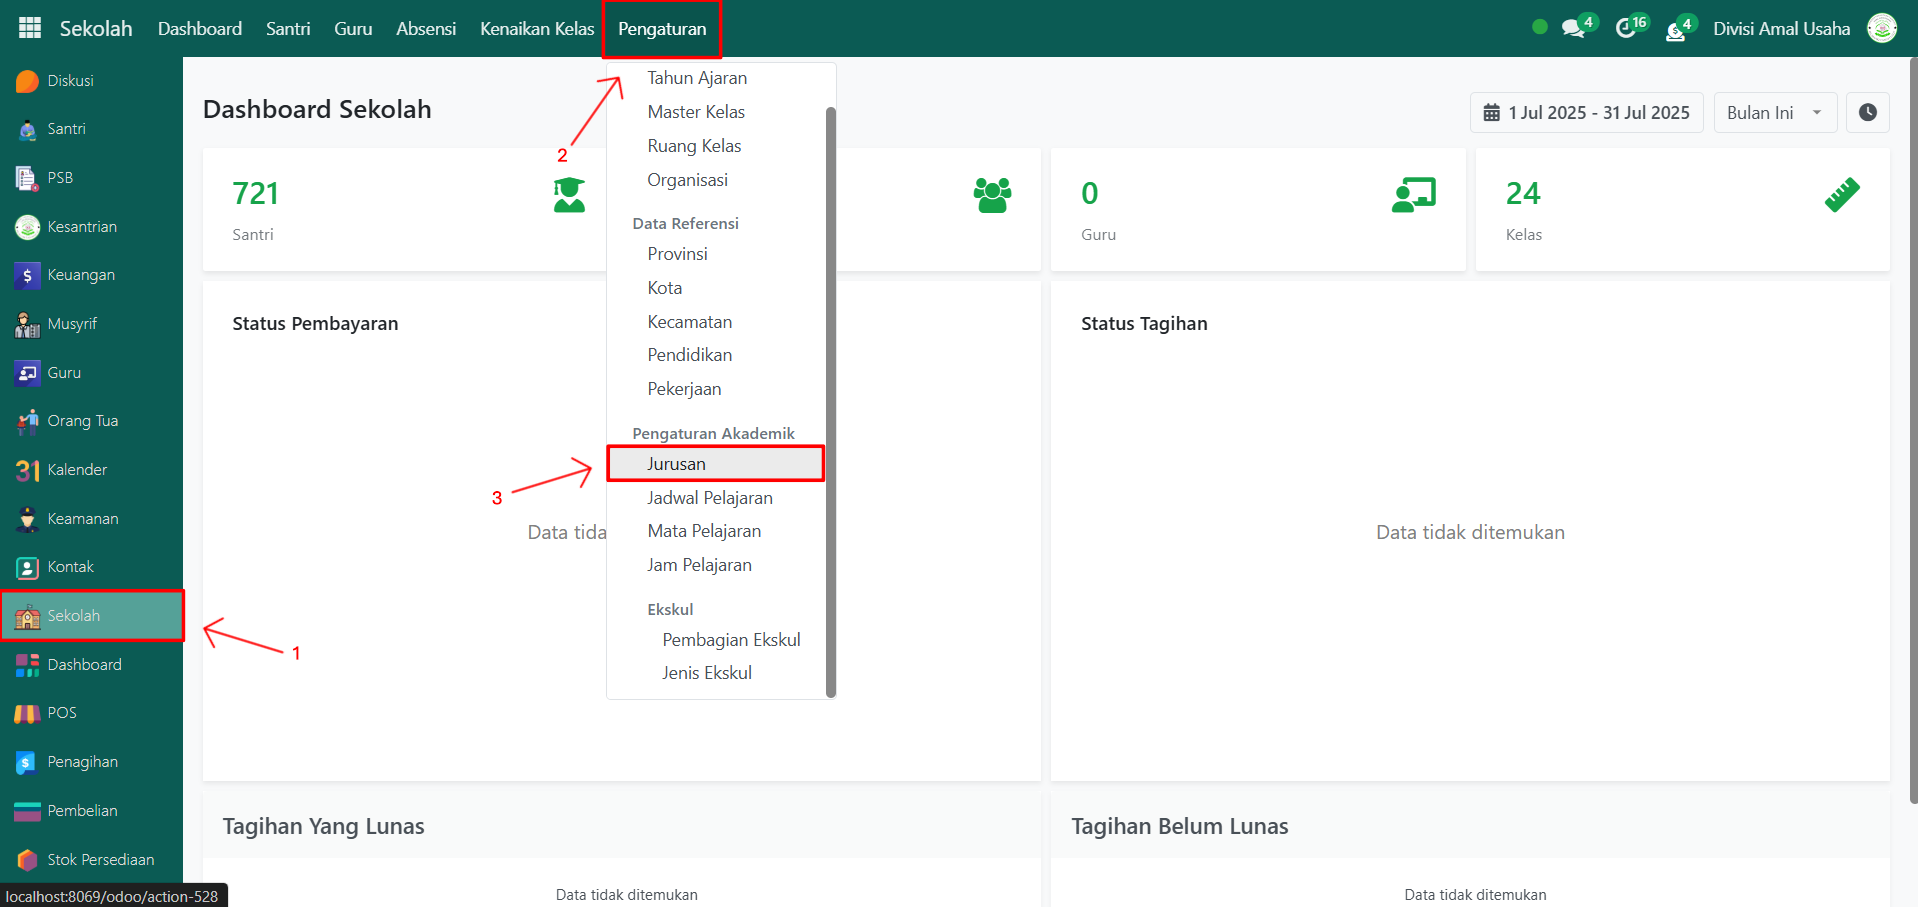 Sekolah Dashboard Santri Guru Absensi Kenaikan Kelas Pengaturan 4 16 4 Divisi Amal Usaha
Diskusi
Santri
PSB
Kesantrian
Keuangan
Musyrif
Guru
Orang Tua
Kalender
Keamanan
Kontak
Sekolah
Dashboard
POS
Penagihan
Pembelian
Stok Persediaan
localhost:8069/odoo/action-528
Dashboard Sekolah
1 Jul 2025 - 31 Jul 2025 Bulan Ini
721
Santri
0
Guru
24
Kelas
Tahun Ajaran
Master Kelas
Ruang Kelas
Organisasi
Data Referensi
Provinsi
Kota
Kecamatan
Pendidikan
Pekerjaan
Pengaturan Akademik
Jurusan
Jadwal Pelajaran
Mata Pelajaran
Jam Pelajaran
Ekskul
Pembagian Ekskul
Jenis Ekskul
1
2
3
Status Pembayaran
Data tida
Status Tagihan
Data tidak ditemukan
Tagihan Yang Lunas
Data tidak ditemukan
Tagihan Belum Lunas
Data tidak ditemukan